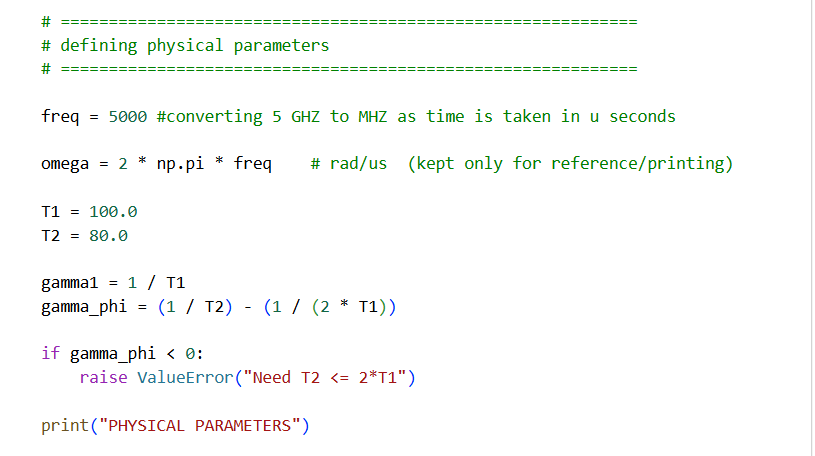 # ============================================================
# defining physical parameters
# ============================================================
freq = 5000 #converting 5 GHZ to MHZ as time is taken in u seconds
omega = 2 * np.pi * freq    # rad/us  (kept only for reference/printing)
T1 = 100.0
T2 = 80.0
gamma1 = 1 / T1
gamma_phi = (1 / T2) - (1 / (2 * T1))
if gamma_phi < 0:
    raise ValueError("Need T2 <= 2*T1")
print("PHYSICAL PARAMETERS")